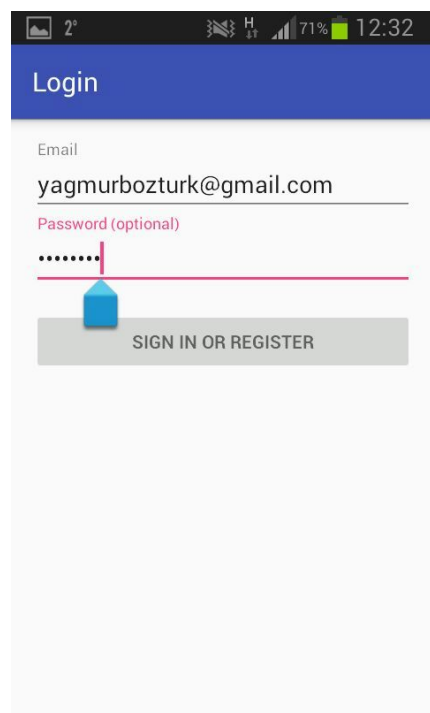 2° H 71% 12:32
Login
Email
yagmurbozturk@gmail.com
Password (optional)
••••••••
SIGN IN OR REGISTER